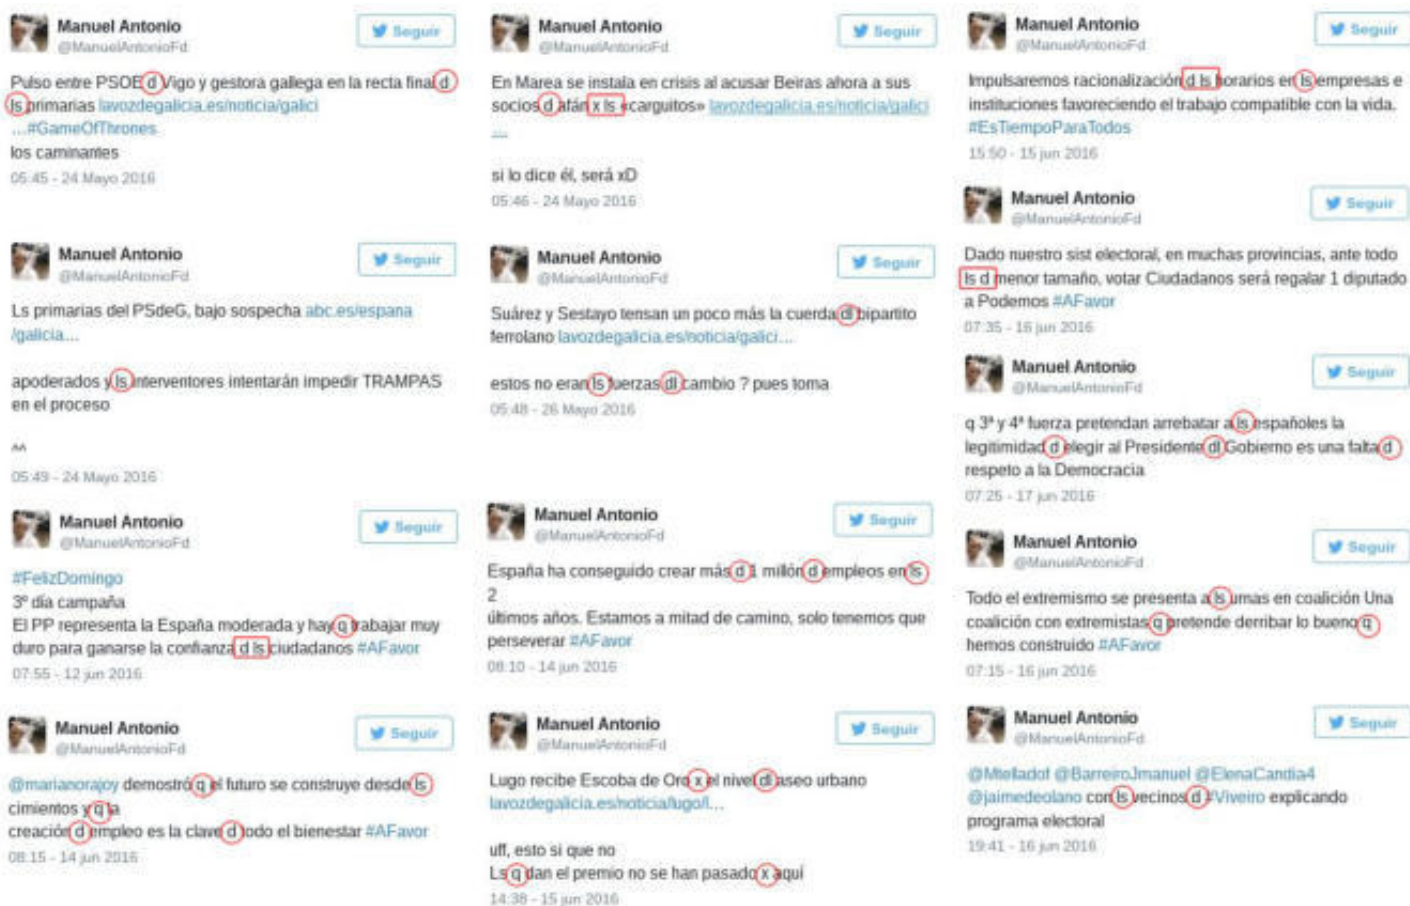 Manuel Antonio
@ManuelAntonioFd
Seguir
Pulso entre PSOE d Vigo y gestora gallega en la recta final d
ls primarias lavozdegalicia.es/noticia/galici
…#GameOfThrones
los caminantes
05:45 - 24 Mayo 2016
Manuel Antonio
@ManuelAntonioFd
Seguir
Ls primarias del PSdeG, bajo sospecha abc.es/espana
/galicia…
apoderados y ls interventores intentarán impedir TRAMPAS
en el proceso
^^
05:49 - 24 Mayo 2016
Manuel Antonio
@ManuelAntonioFd
Seguir
#FelizDomingo
3º día campaña
El PP representa la España moderada y hay q trabajar muy
duro para ganarse la confianza d ls ciudadanos #AFavor
07:55 - 12 jun 2016
Manuel Antonio
@ManuelAntonioFd
Seguir
@marianorajoy demostró q el futuro se construye desde ls
cimientos y q la
creación d empleo es la clave d todo el bienestar #AFavor
08:15 - 14 jun 2016
Manuel Antonio
@ManuelAntonioFd
Seguir
En Marea se instala en crisis al acusar Beiras ahora a sus
socios d afán x ls «carguitos» lavozdegalicia.es/noticia/galici
…
si lo dice él, será xD
05:46 - 24 Mayo 2016
Manuel Antonio
@ManuelAntonioFd
Seguir
Suárez y Sestayo tensan un poco más la cuerda dl bipartito
ferrolano lavozdegalicia.es/noticia/galici…
estos no eran ls fuerzas dl cambio ? pues toma
05:48 - 26 Mayo 2016
Manuel Antonio
@ManuelAntonioFd
Seguir
España ha conseguido crear más d 1 millón d empleos en ls
2
últimos años. Estamos a mitad de camino, solo tenemos que
perseverar #AFavor
08:10 - 14 jun 2016
Manuel Antonio
@ManuelAntonioFd
Seguir
Lugo recibe Escoba de Oro x el nivel dl aseo urbano
lavozdegalicia.es/noticia/lugo/l…
uff, esto si que no
Ls q dan el premio no se han pasado x aquí
14:38 - 15 jun 2016
Manuel Antonio
@ManuelAntonioFd
Seguir
Impulsaremos racionalización d ls horarios en ls empresas e
instituciones favoreciendo el trabajo compatible con la vida.
#EsTiempoParaTodos
15:50 - 15 jun 2016
Manuel Antonio
@ManuelAntonioFd
Seguir
Dado nuestro sist electoral, en muchas provincias, ante todo
ls d menor tamaño, votar Ciudadanos será regalar 1 diputado
a Podemos #AFavor
07:35 - 16 jun 2016
Manuel Antonio
@ManuelAntonioFd
Seguir
q 3ª y 4ª fuerza pretendan arrebatar a ls españoles la
legitimidad d elegir al Presidente dl Gobierno es una falta d
respeto a la Democracia
07:25 - 17 jun 2016
Manuel Antonio
@ManuelAntonioFd
Seguir
Todo el extremismo se presenta a ls urnas en coalición Una
coalición con extremistas q pretende derribar lo bueno q
hemos construido #AFavor
07:15 - 16 jun 2016
Manuel Antonio
@ManuelAntonioFd
Seguir
@Mtelladof @BarreiroJmanuel @ElenaCandia4
@jaimedeolano con ls vecinos d #Viveiro explicando
programa electoral
19:41 - 16 jun 2016